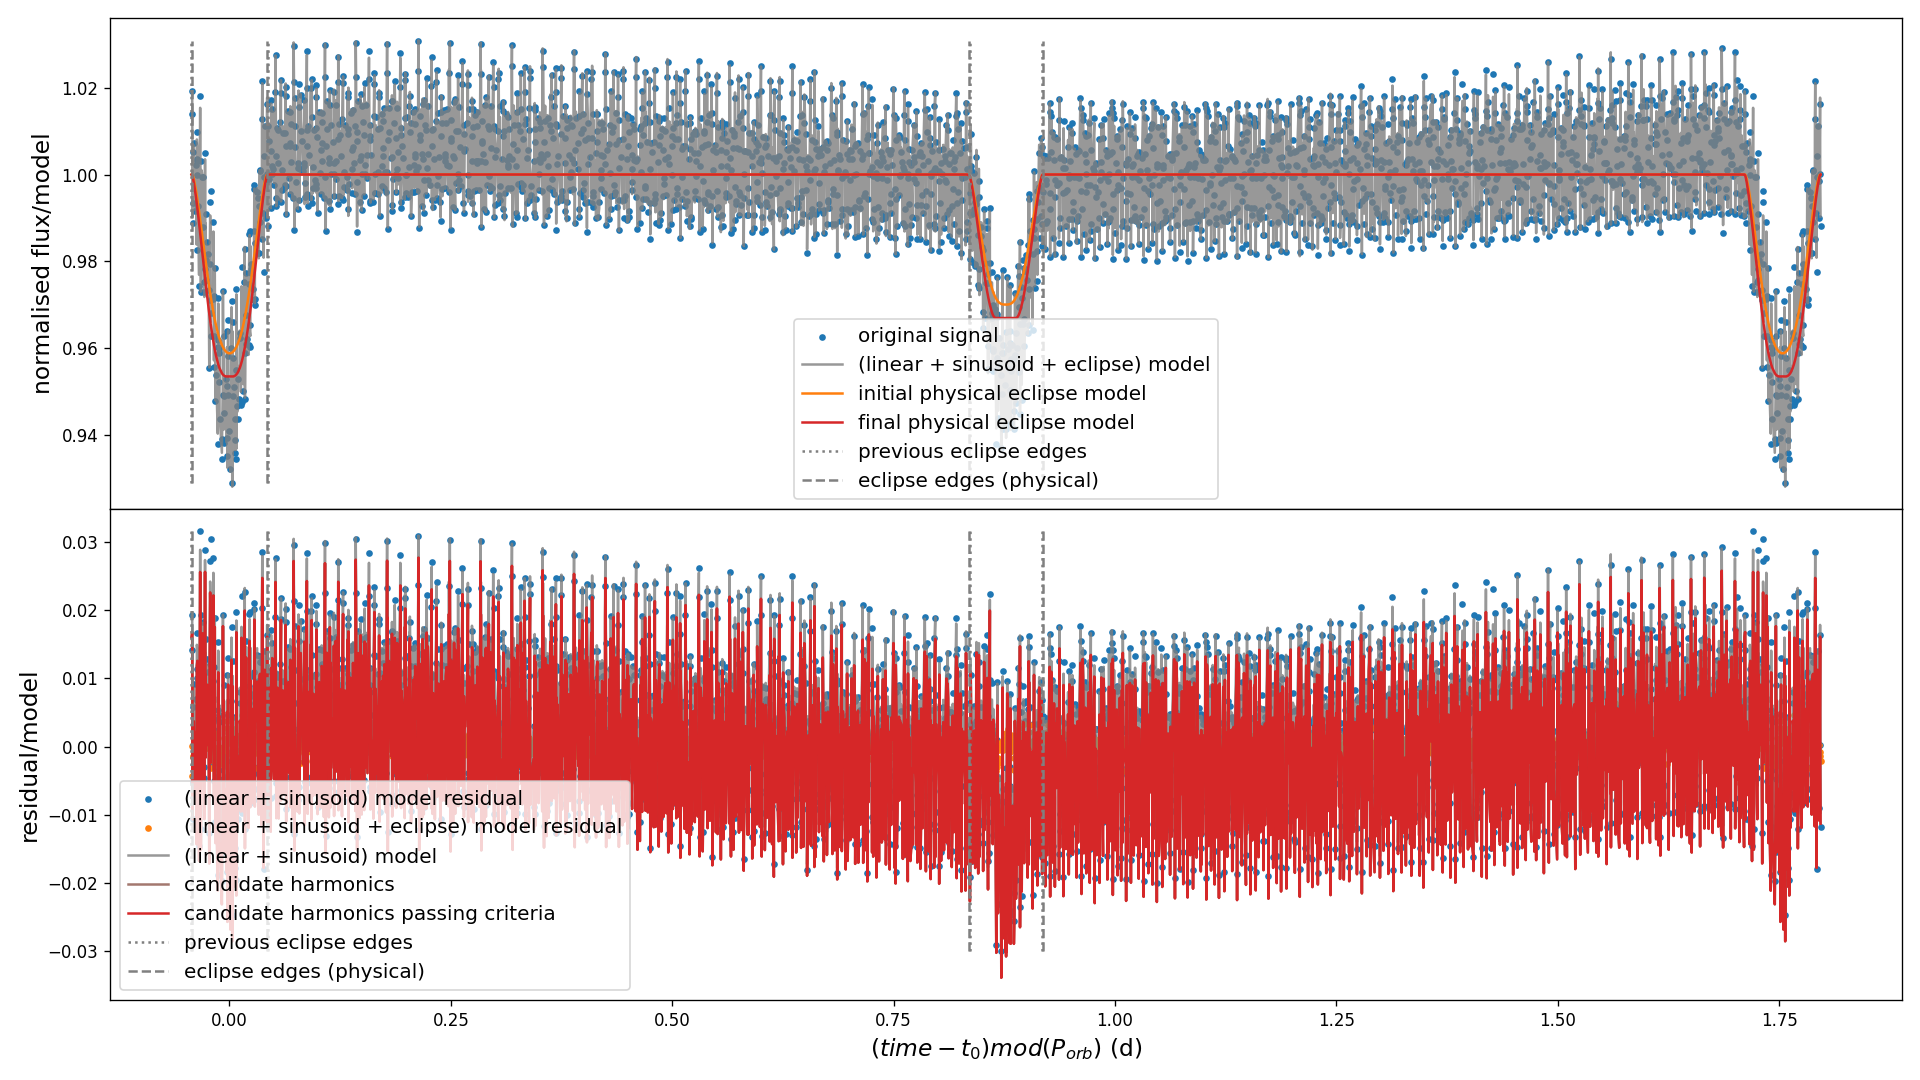 normalised flux/model
1.02
1.00
0.98
0.96
0.94
original signal
(linear + sinusoid + eclipse) model
initial physical eclipse model
final physical eclipse model
previous eclipse edges
eclipse edges (physical)
residual/model
0.03
0.02
0.01
0.00
−0.01
−0.02
−0.03
(linear + sinusoid) model residual
(linear + sinusoid + eclipse) model residual
(linear + sinusoid) model
candidate harmonics
candidate harmonics passing criteria
previous eclipse edges
eclipse edges (physical)
0.00 0.25 0.50 0.75 1.00 1.25 1.50 1.75
(time − t₀)mod(P_orb) (d)